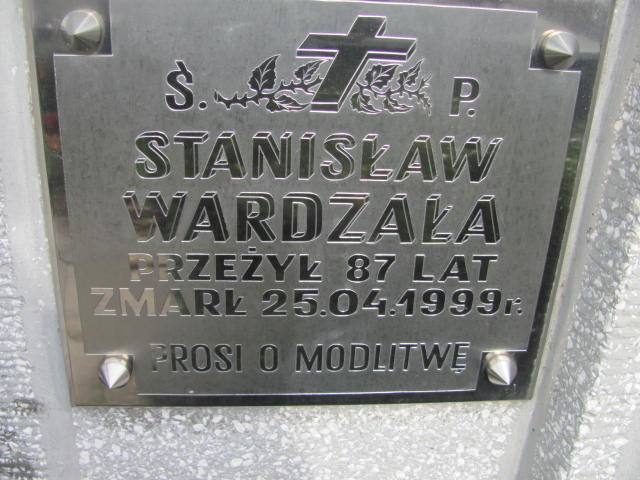 Ś. P.
STANISŁAW
WARDZAŁA
PRZEŻYŁ 87 LAT
ZMARŁ 25.04.1999r.
PROSI O MODLITWĘ